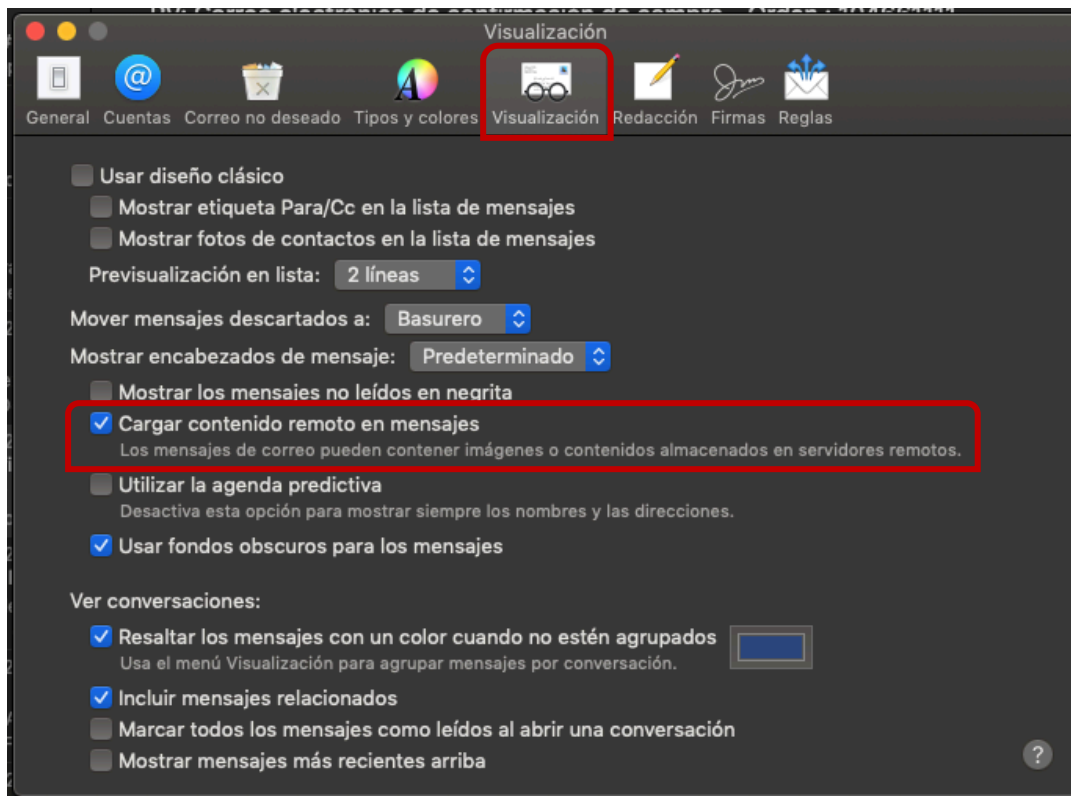 Visualización
General Cuentas Correo no deseado Tipos y colores Visualización Redacción Firmas Reglas
Usar diseño clásico
Mostrar etiqueta Para/Cc en la lista de mensajes
Mostrar fotos de contactos en la lista de mensajes
Previsualización en lista: 2 líneas
Mover mensajes descartados a: Basurero
Mostrar encabezados de mensaje: Predeterminado
Mostrar los mensajes no leídos en negrita
Cargar contenido remoto en mensajes
Los mensajes de correo pueden contener imágenes o contenidos almacenados en servidores remotos.
Utilizar la agenda predictiva
Desactiva esta opción para mostrar siempre los nombres y las direcciones.
Usar fondos obscuros para los mensajes
Ver conversaciones:
Resaltar los mensajes con un color cuando no estén agrupados
Usa el menú Visualización para agrupar mensajes por conversación.
Incluir mensajes relacionados
Marcar todos los mensajes como leídos al abrir una conversación
Mostrar mensajes más recientes arriba
?